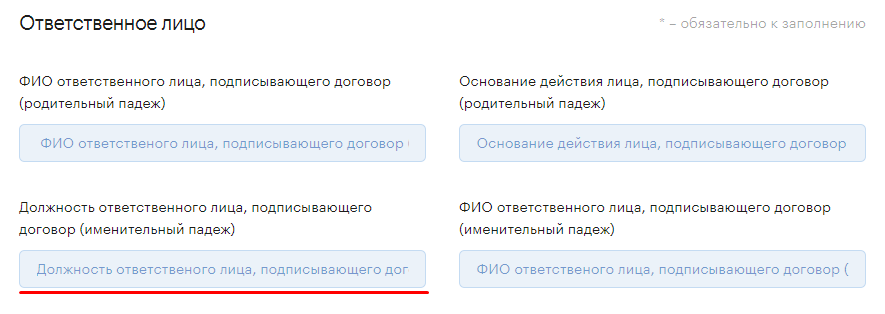 Ответственное лицо
* – обязательно к заполнению
ФИО ответственного лица, подписывающего договор
(родительный падеж)
Основание действия лица, подписывающего договор
(родительный падеж)
ФИО ответственого лица, подписывающего договор (
Основание действия лица, подписывающего договор
Должность ответственного лица, подписывающего
договор (именительный падеж)
ФИО ответственного лица, подписывающего договор
(именительный падеж)
Должность ответственого лица, подписывающего дог
ФИО ответственого лица, подписывающего договор (